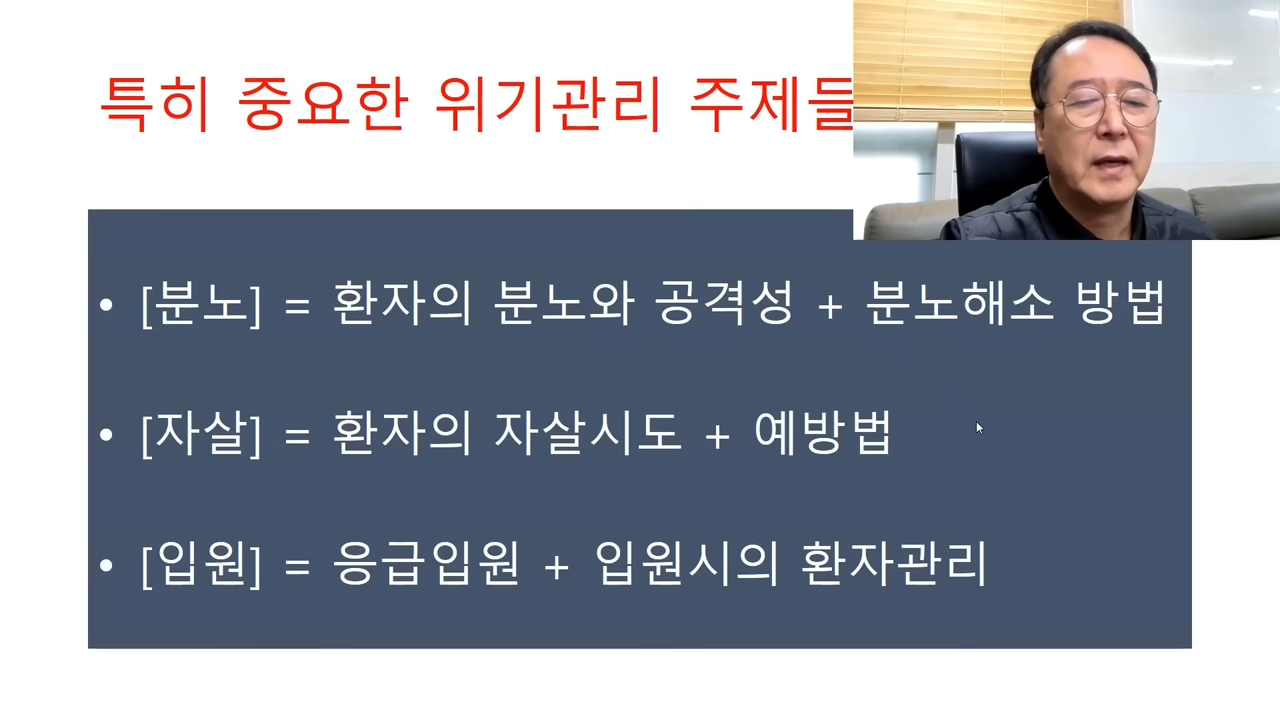 특히 중요한 위기관리 주제들
• [분노] = 환자의 분노와 공격성 + 분노해소 방법
• [자살] = 환자의 자살시도 + 예방법
• [입원] = 응급입원 + 입원시의 환자관리